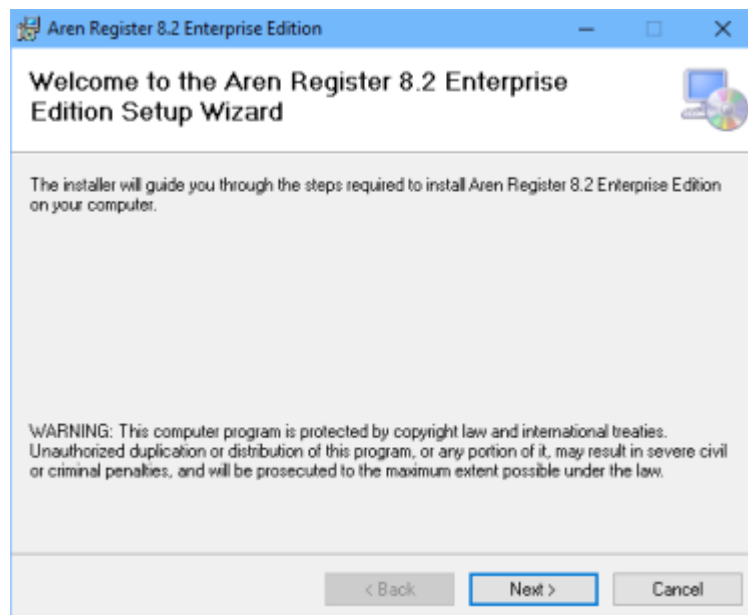 Aren Register 8.2 Enterprise Edition
Welcome to the Aren Register 8.2 Enterprise
Edition Setup Wizard
The installer will guide you through the steps required to install Aren Register 8.2 Enterprise Edition
on your computer.
WARNING: This computer program is protected by copyright law and international treaties.
Unauthorized duplication or distribution of this program, or any portion of it, may result in severe civil
or criminal penalties, and will be prosecuted to the maximum extent possible under the law.
< Back Next > Cancel